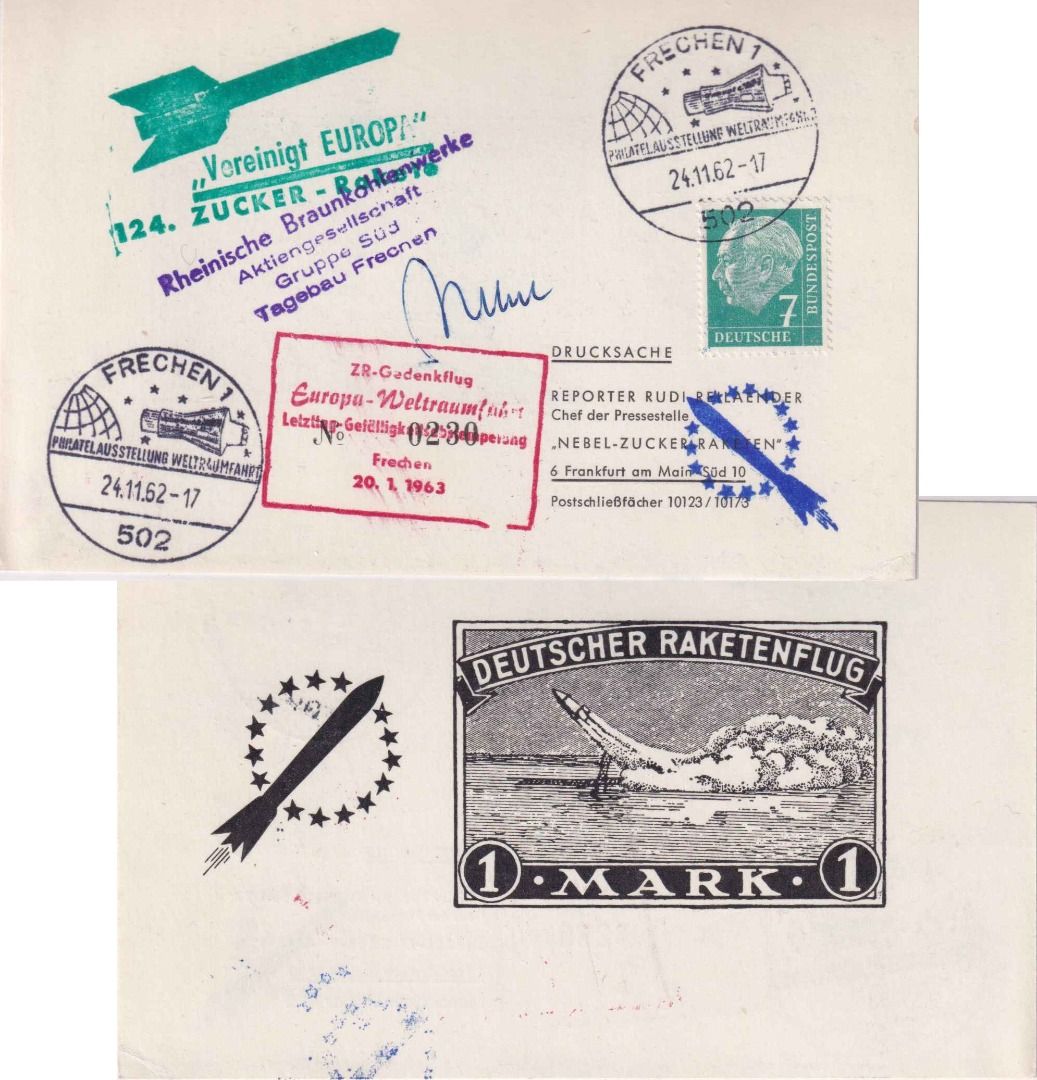 „Vereinigt EUROPA"
124. ZUCKER - Rakete
Rheinische Braunkohlenwerke
Aktiengesellschaft
Gruppe Süd
Tagebau Frechen
FRECHEN 1
PHILATELAUSSTELLUNG WELTRAUMFAHRT
24.11.62-17
502
7
DEUTSCHE
BUNDESPOST
FRECHEN 1
PHILATELAUSSTELLUNG WELTRAUMFAHRT
24.11.62-17
502
ZR-Gedenkflug
Europa-Weltraumfahrt
Letzttag-Gefälligkeitsabstempelung
№ 0230
Frechen
20. 1. 1963
DRUCKSACHE
REPORTER RUDI
Chef der Pressestelle
„NEBEL-ZUCKER-RAKETEN"
6 Frankfurt am Main-Süd 10
Postschließfächer 10123/10173
DEUTSCHER RAKETENFLUG
1 · MARK · 1